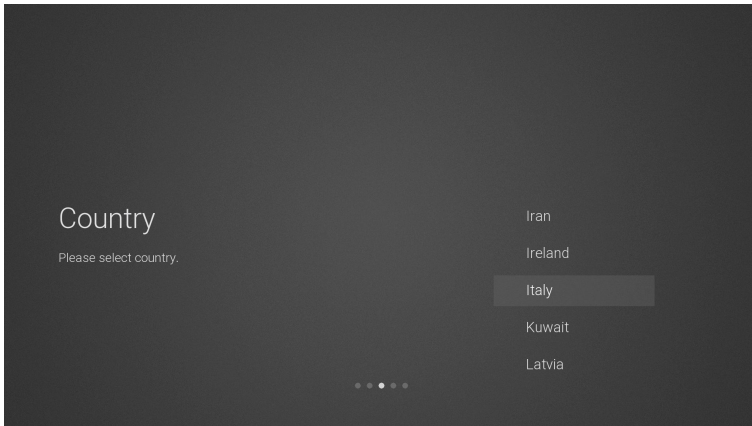 Country
Please select country.
Iran
Ireland
Italy
Kuwait
Latvia